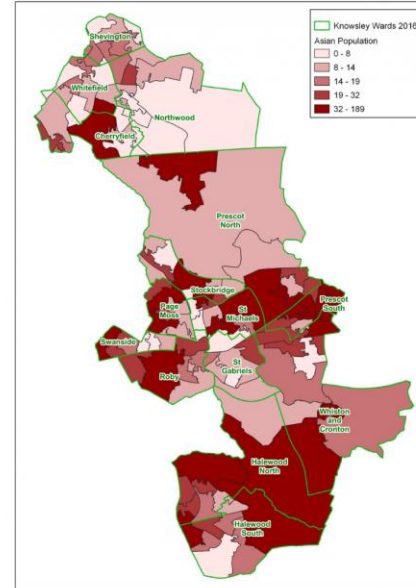 Knowsley Wards 2016
Asian Population
0 - 8
8 - 14
14 - 19
19 - 32
32 - 189
Shevington
Whitefield
Northwood
Cherryfield
Prescot
North
Stockbridge
Page
Moss
St
Michaels
Prescot
South
Swanside
Roby
St
Gabriels
Whiston
and
Cronton
Halewood
North
Halewood
South